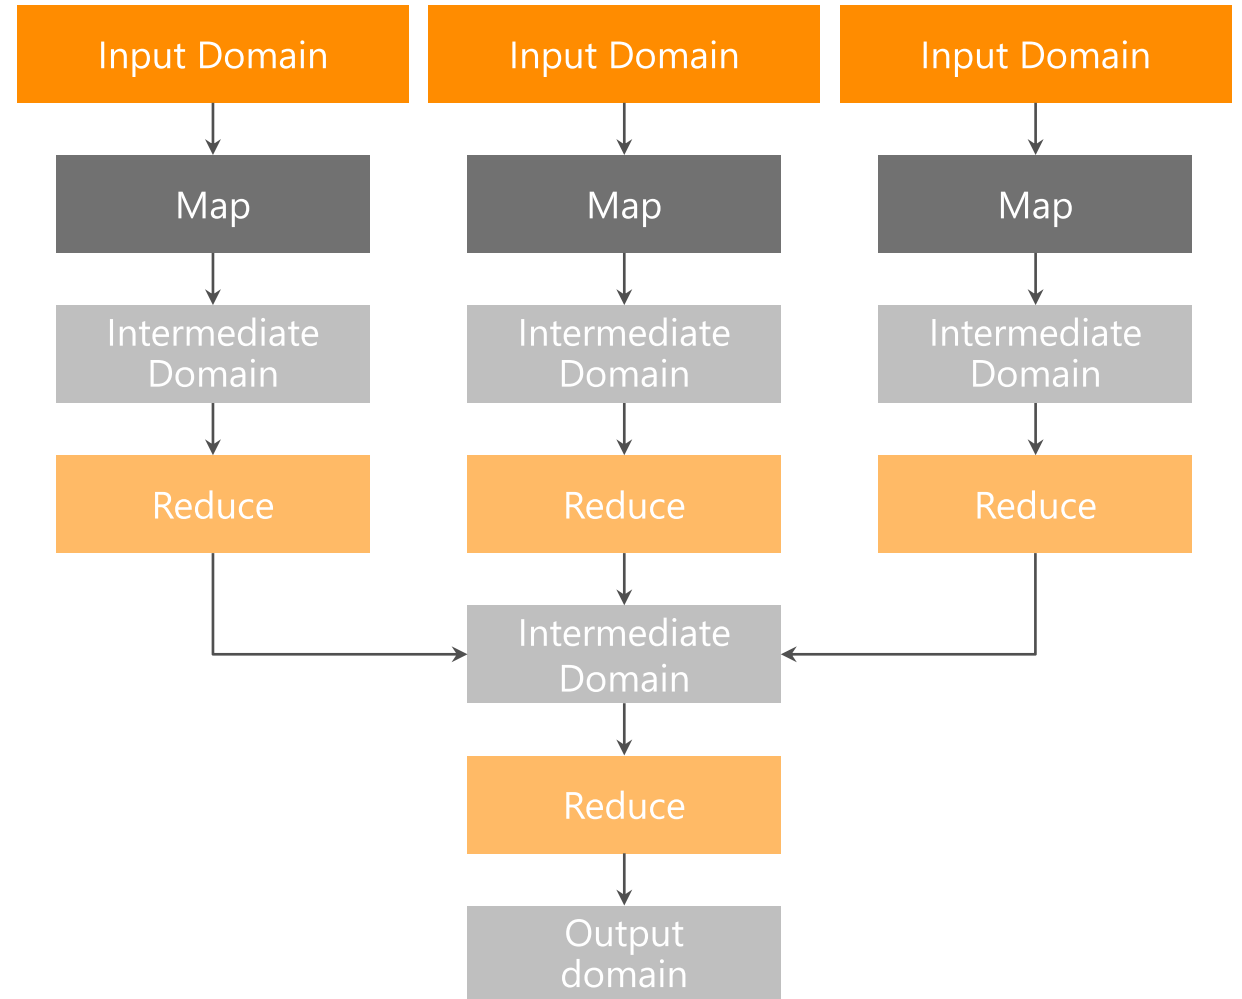 Input Domain
Input Domain
Input Domain
Map
Map
Map
Intermediate
Domain
Intermediate
Domain
Intermediate
Domain
Reduce
Reduce
Reduce
Intermediate
Domain
Reduce
Output
domain